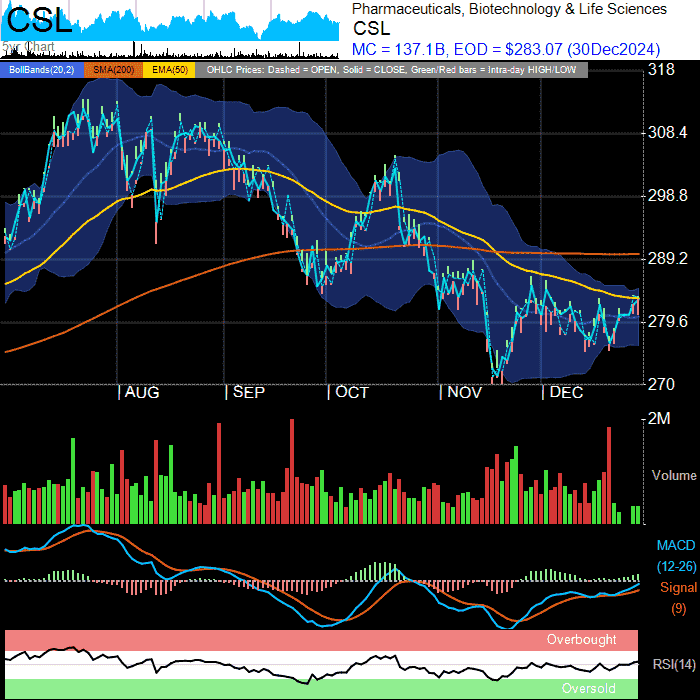 CSL
5yr Chart
Pharmaceuticals, Biotechnology & Life Sciences
CSL
MC = 137.1B, EOD = $283.07 (30Dec2024)
BollBands(20,2) SMA(200) EMA(50) OHLC Prices: Dashed = OPEN, Solid = CLOSE, Green/Red bars = Intra-day HIGH/LOW
318
308.4
298.8
289.2
279.6
270
| AUG | SEP | OCT | NOV | DEC
2M
Volume
MACD
(12-26)
Signal
(9)
Overbought
RSI(14)
Oversold